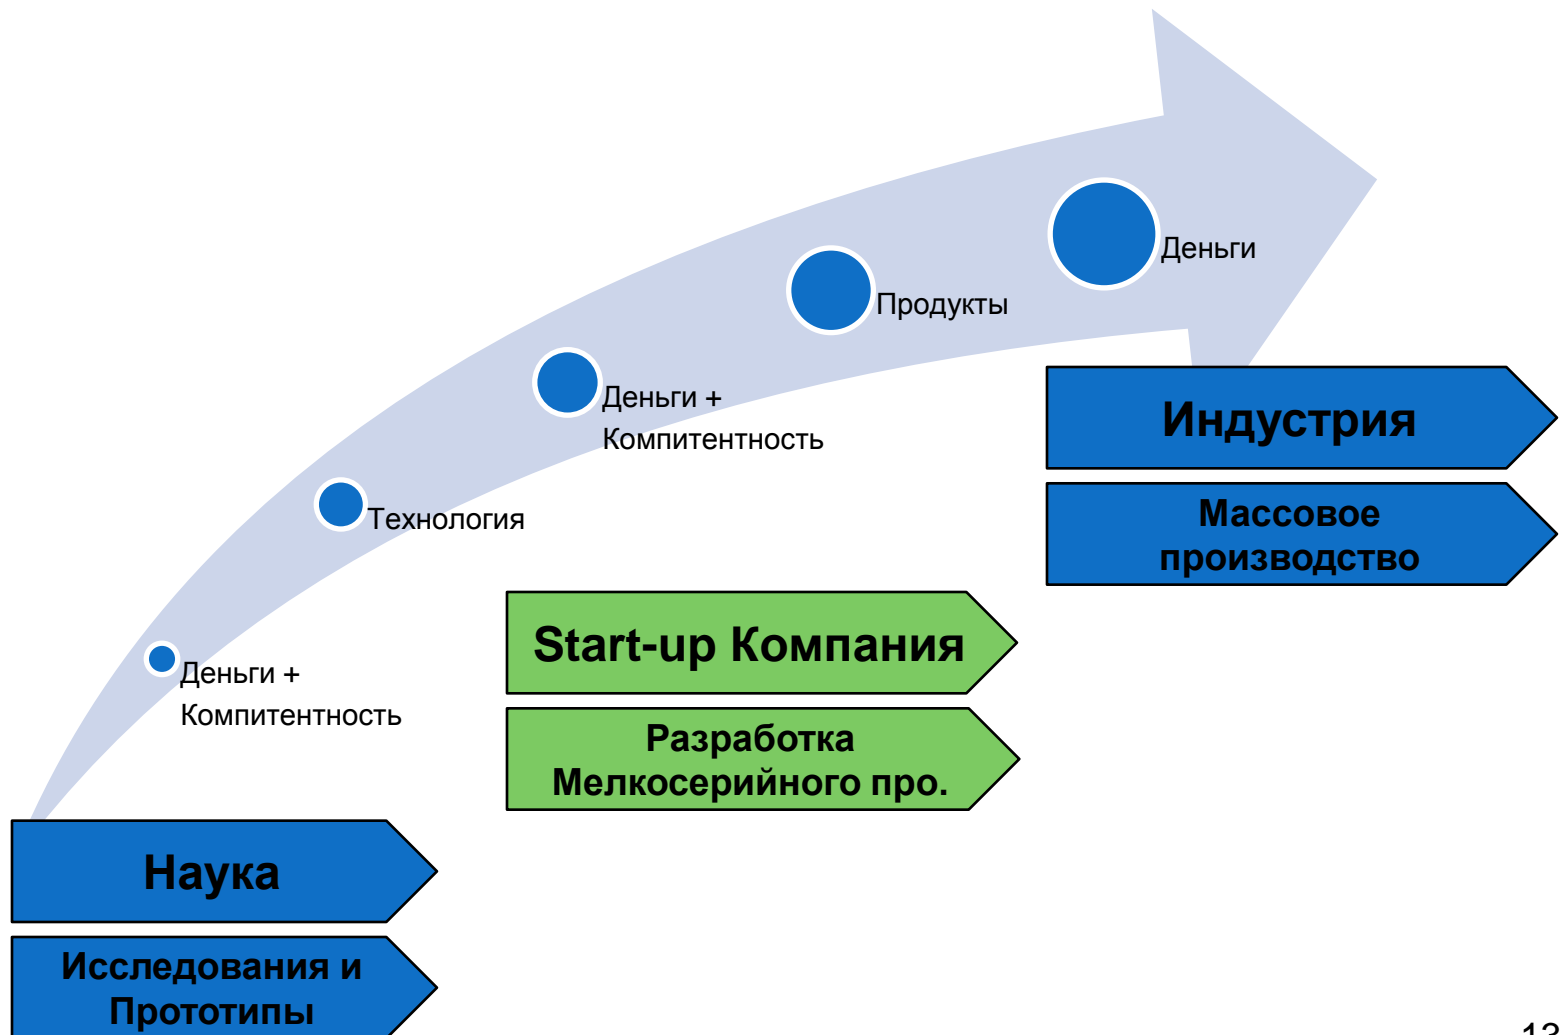 Деньги
Продукты
Деньги +
Компитентность
Индустрия
Массовое
производство
Технология
Start-up Компания
Деньги +
Компитентность
Разработка
Мелкосерийного про.
Наука
Исследования и
Прототипы
13